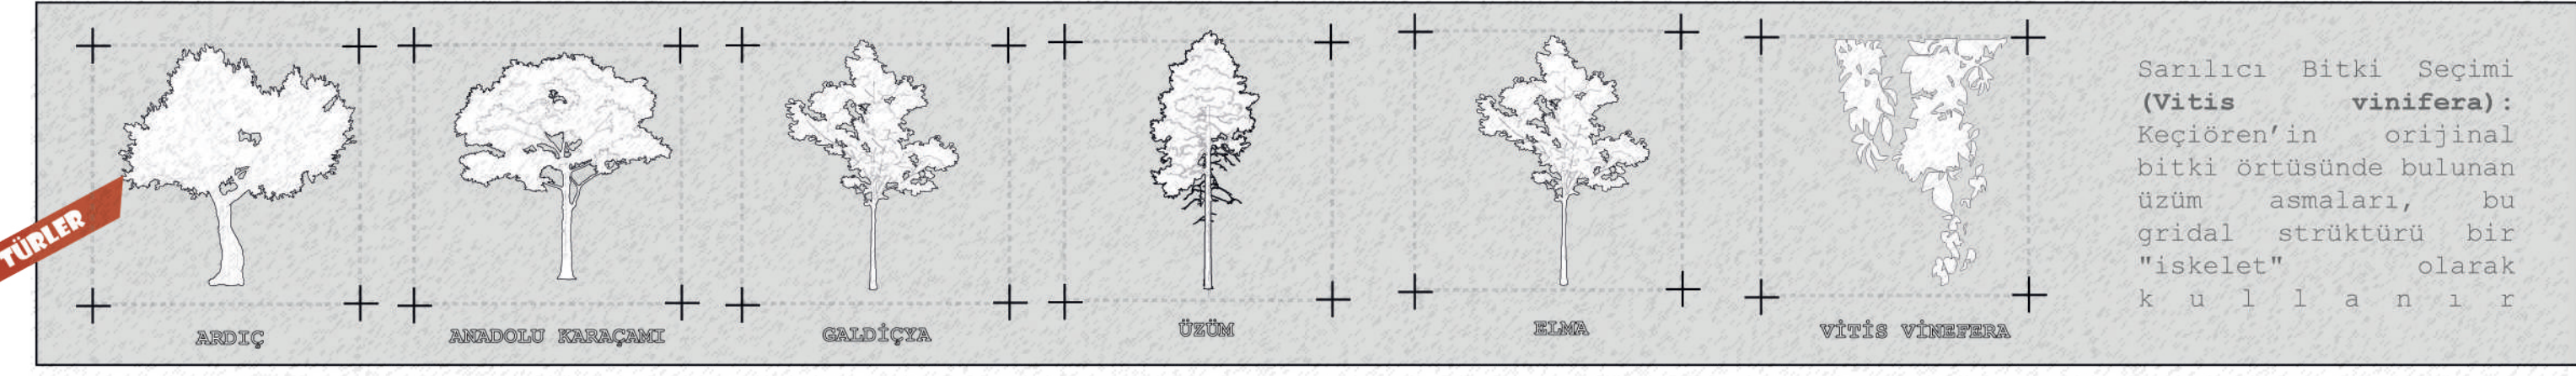 TÜRLER
ARDIÇ
ANADOLU KARAÇAMI
GALDİÇYA
ÜZÜM
ELMA
VİTİS VİNEFERA
Sarılıcı Bitki Seçimi
(Vitis vinifera):
Keçiören’in orijinal
bitki örtüsünde bulunan
üzüm asmaları, bu
gridal strüktürü bir
"iskelet" olarak
k u l l a n ı r